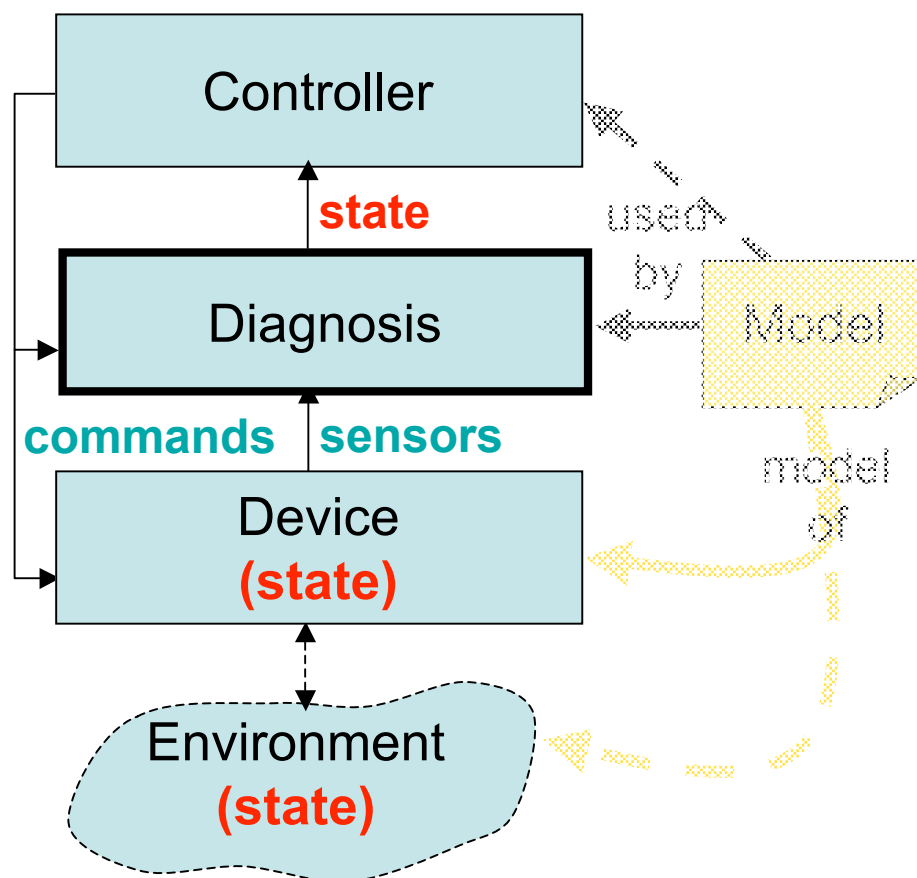 Controller
state
used
by
Diagnosis
Model
commands
sensors
model
of
Device
(state)
Environment
(state)